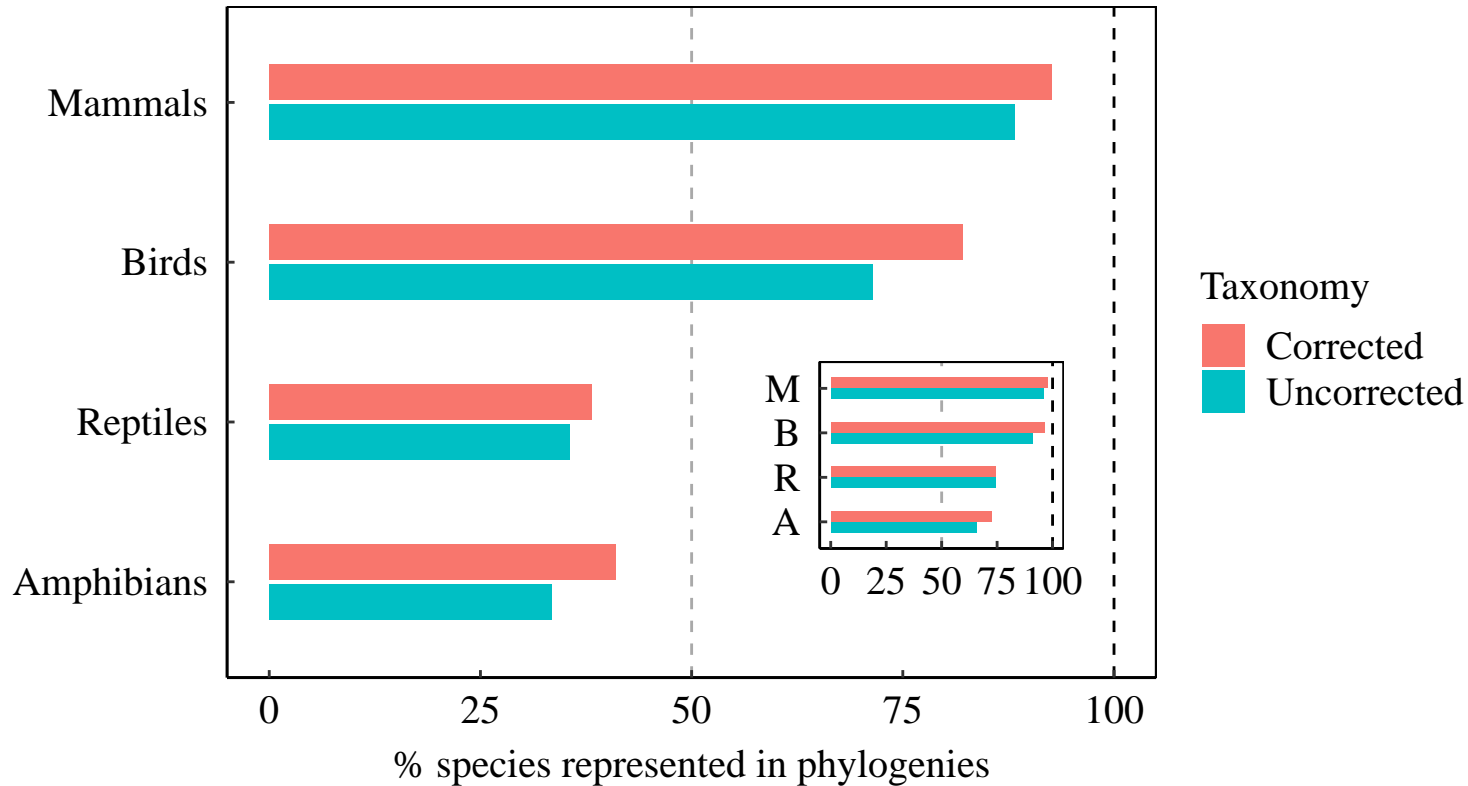 Mammals
Birds
Reptiles
Amphibians
M
B
R
A
0 25 50 75 100
0 25 50 75 100
% species represented in phylogenies
Taxonomy
Corrected
Uncorrected